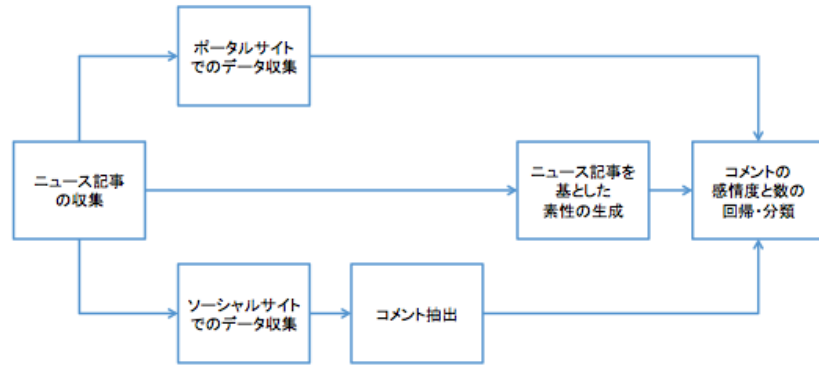 ポータルサイト
でのデータ収集
ニュース記事
の収集
ニュース記事を
基とした
素性の生成
コメントの
感情度と数の
回帰・分類
ソーシャルサイト
でのデータ収集
コメント抽出